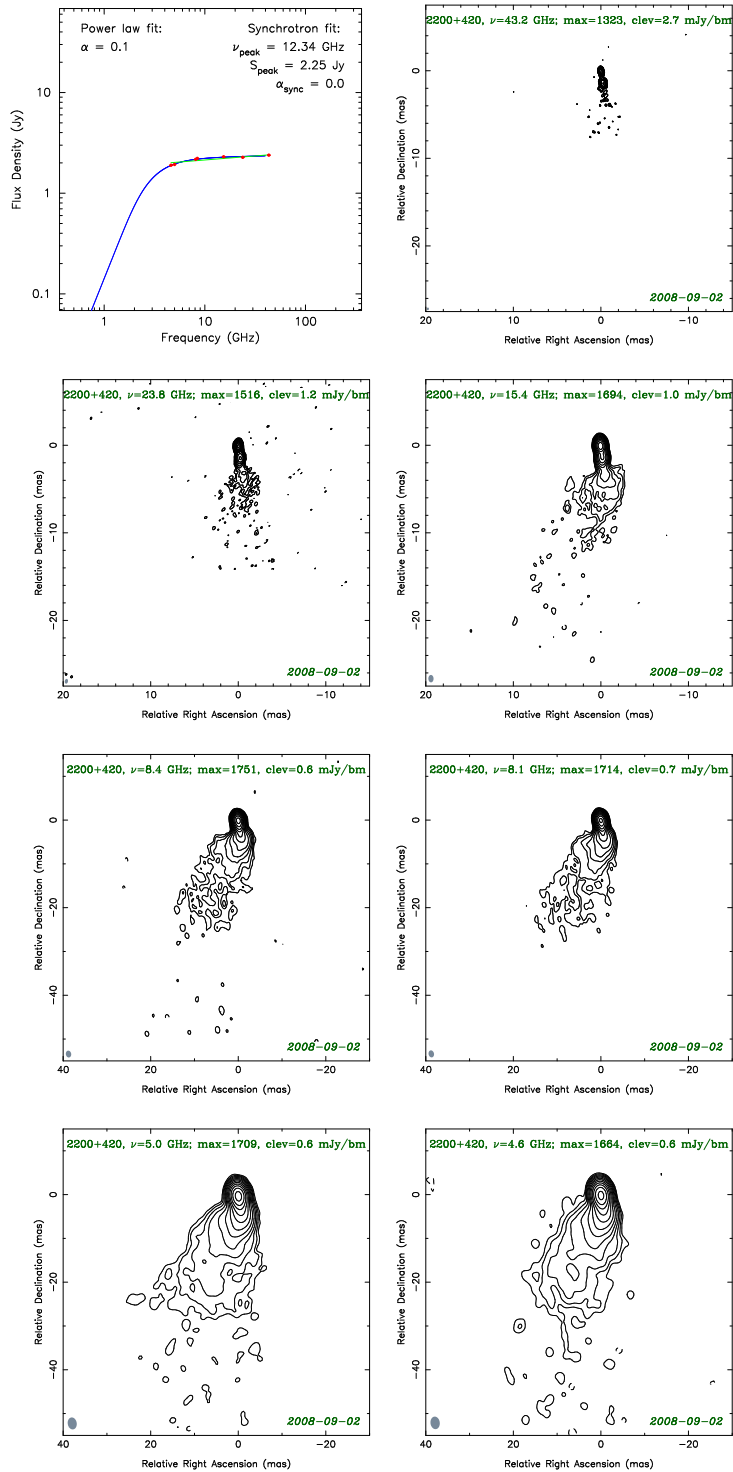 Power law fit: Synchrotron fit:
α = 0.1 νpeak = 12.34 GHz
Speak = 2.25 Jy
αsync = 0.0
10
1
0.1
Flux Density (Jy)
1 10 100
Frequency (GHz)
2200+420, ν=43.2 GHz; max=1323, clev=2.7 mJy/bm
0
−10
−20
Relative Declination (mas)
2008-09-02
20 10 0 −10
Relative Right Ascension (mas)
2200+420, ν=23.8 GHz; max=1516, clev=1.2 mJy/bm
0
−10
−20
Relative Declination (mas)
2008-09-02
20 10 0 −10
Relative Right Ascension (mas)
2200+420, ν=15.4 GHz; max=1694, clev=1.0 mJy/bm
0
−10
−20
Relative Declination (mas)
2008-09-02
20 10 0 −10
Relative Right Ascension (mas)
2200+420, ν=8.4 GHz; max=1751, clev=0.6 mJy/bm
0
−20
−40
Relative Declination (mas)
2008-09-02
40 20 0 −20
Relative Right Ascension (mas)
2200+420, ν=8.1 GHz; max=1714, clev=0.7 mJy/bm
0
−20
−40
Relative Declination (mas)
2008-09-02
40 20 0 −20
Relative Right Ascension (mas)
2200+420, ν=5.0 GHz; max=1709, clev=0.6 mJy/bm
0
−20
−40
Relative Declination (mas)
2008-09-02
40 20 0 −20
Relative Right Ascension (mas)
2200+420, ν=4.6 GHz; max=1664, clev=0.6 mJy/bm
0
−20
−40
Relative Declination (mas)
2008-09-02
40 20 0 −20
Relative Right Ascension (mas)